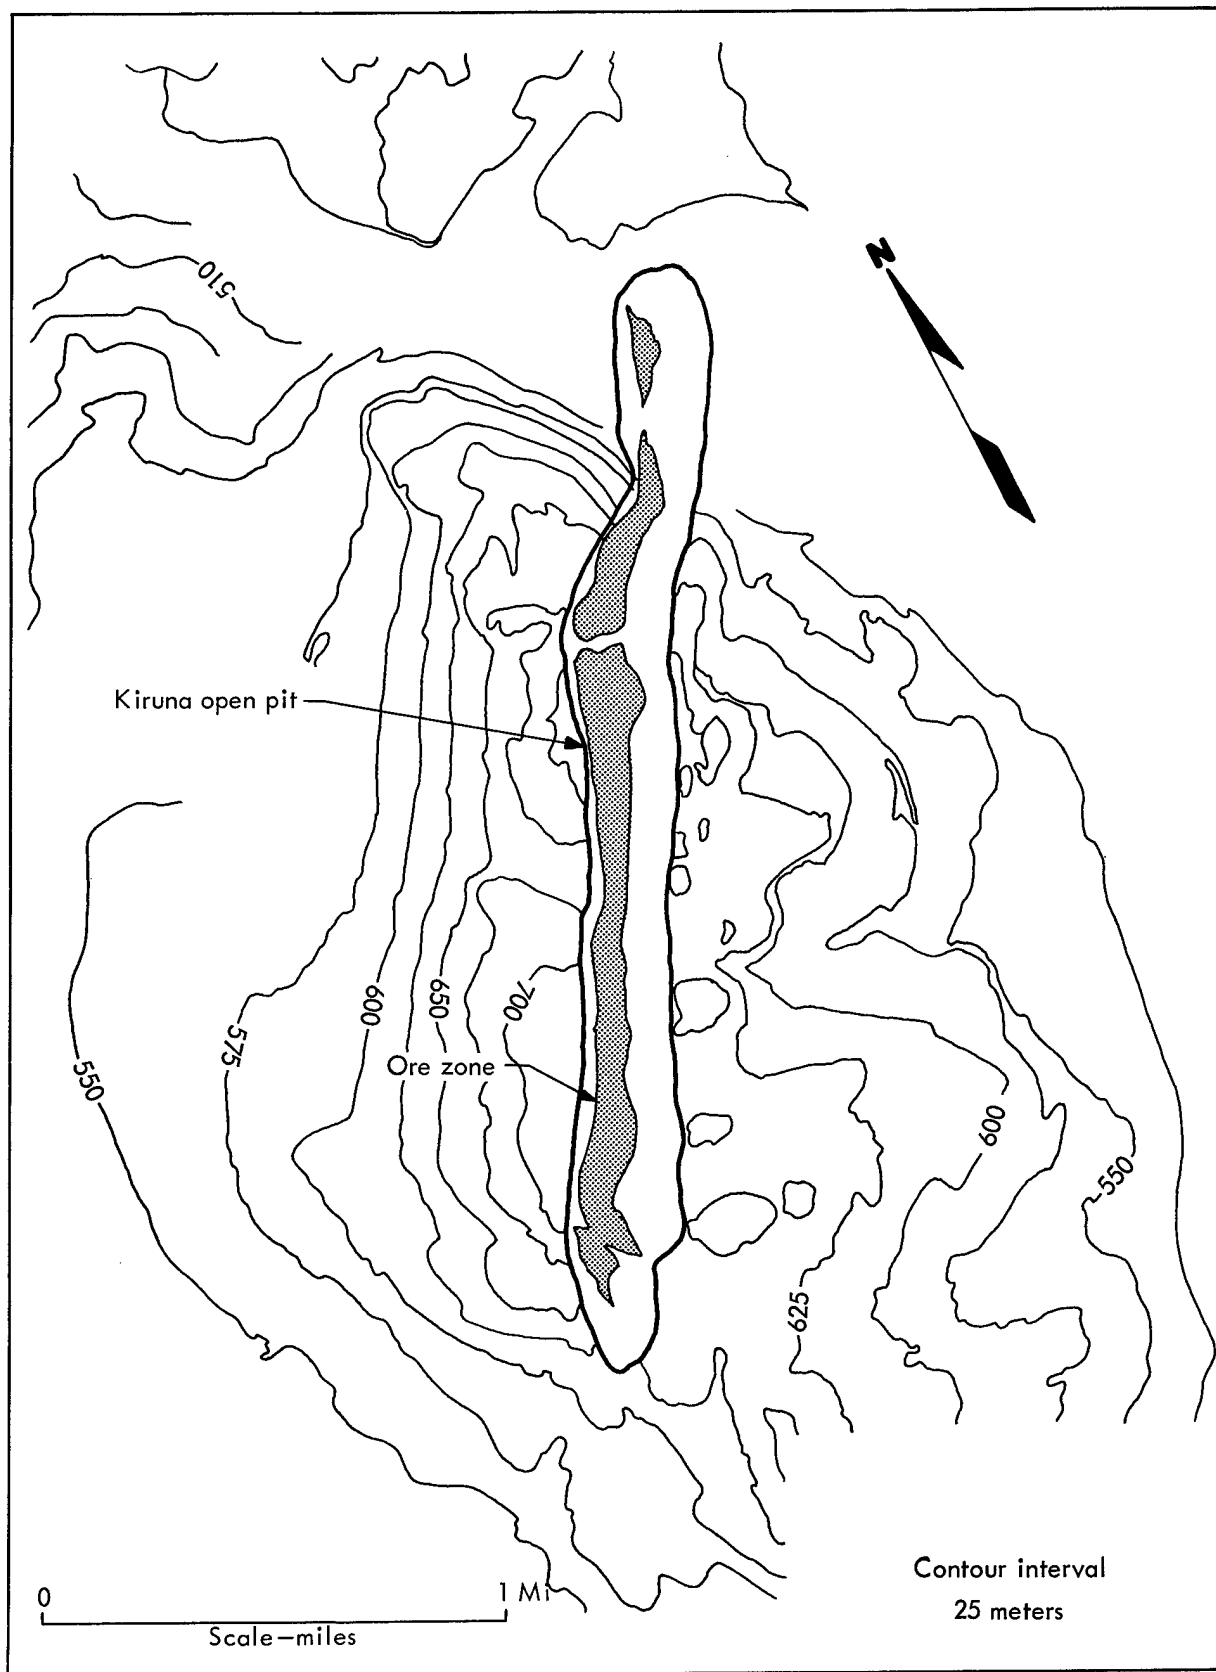 N
510
Kiruna open pit
600
650
700
575
550
Ore zone
600
550
625
Contour interval
25 meters
0
1 Mi
Scale—miles